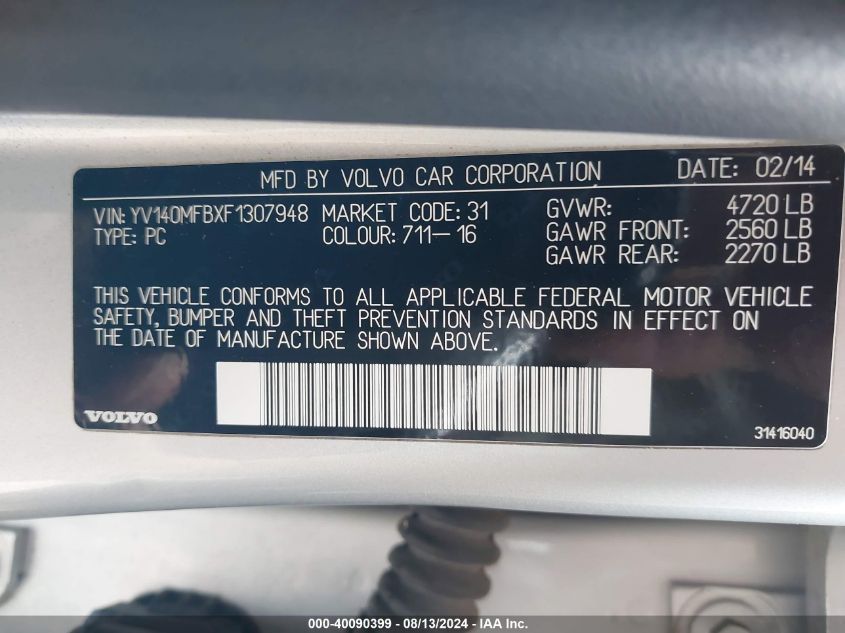 MFD BY VOLVO CAR CORPORATION DATE: 02/14
VIN: YV140MFBXF1307948 MARKET CODE: 31 GVWR: 4720 LB
TYPE: PC COLOUR: 711-16 GAWR FRONT: 2560 LB
GAWR REAR: 2270 LB
THIS VEHICLE CONFORMS TO ALL APPLICABLE FEDERAL MOTOR VEHICLE
SAFETY, BUMPER AND THEFT PREVENTION STANDARDS IN EFFECT ON
THE DATE OF MANUFACTURE SHOWN ABOVE.
VOLVO
31416040
000-40090399 | 08/13/2024 - IAA Inc.